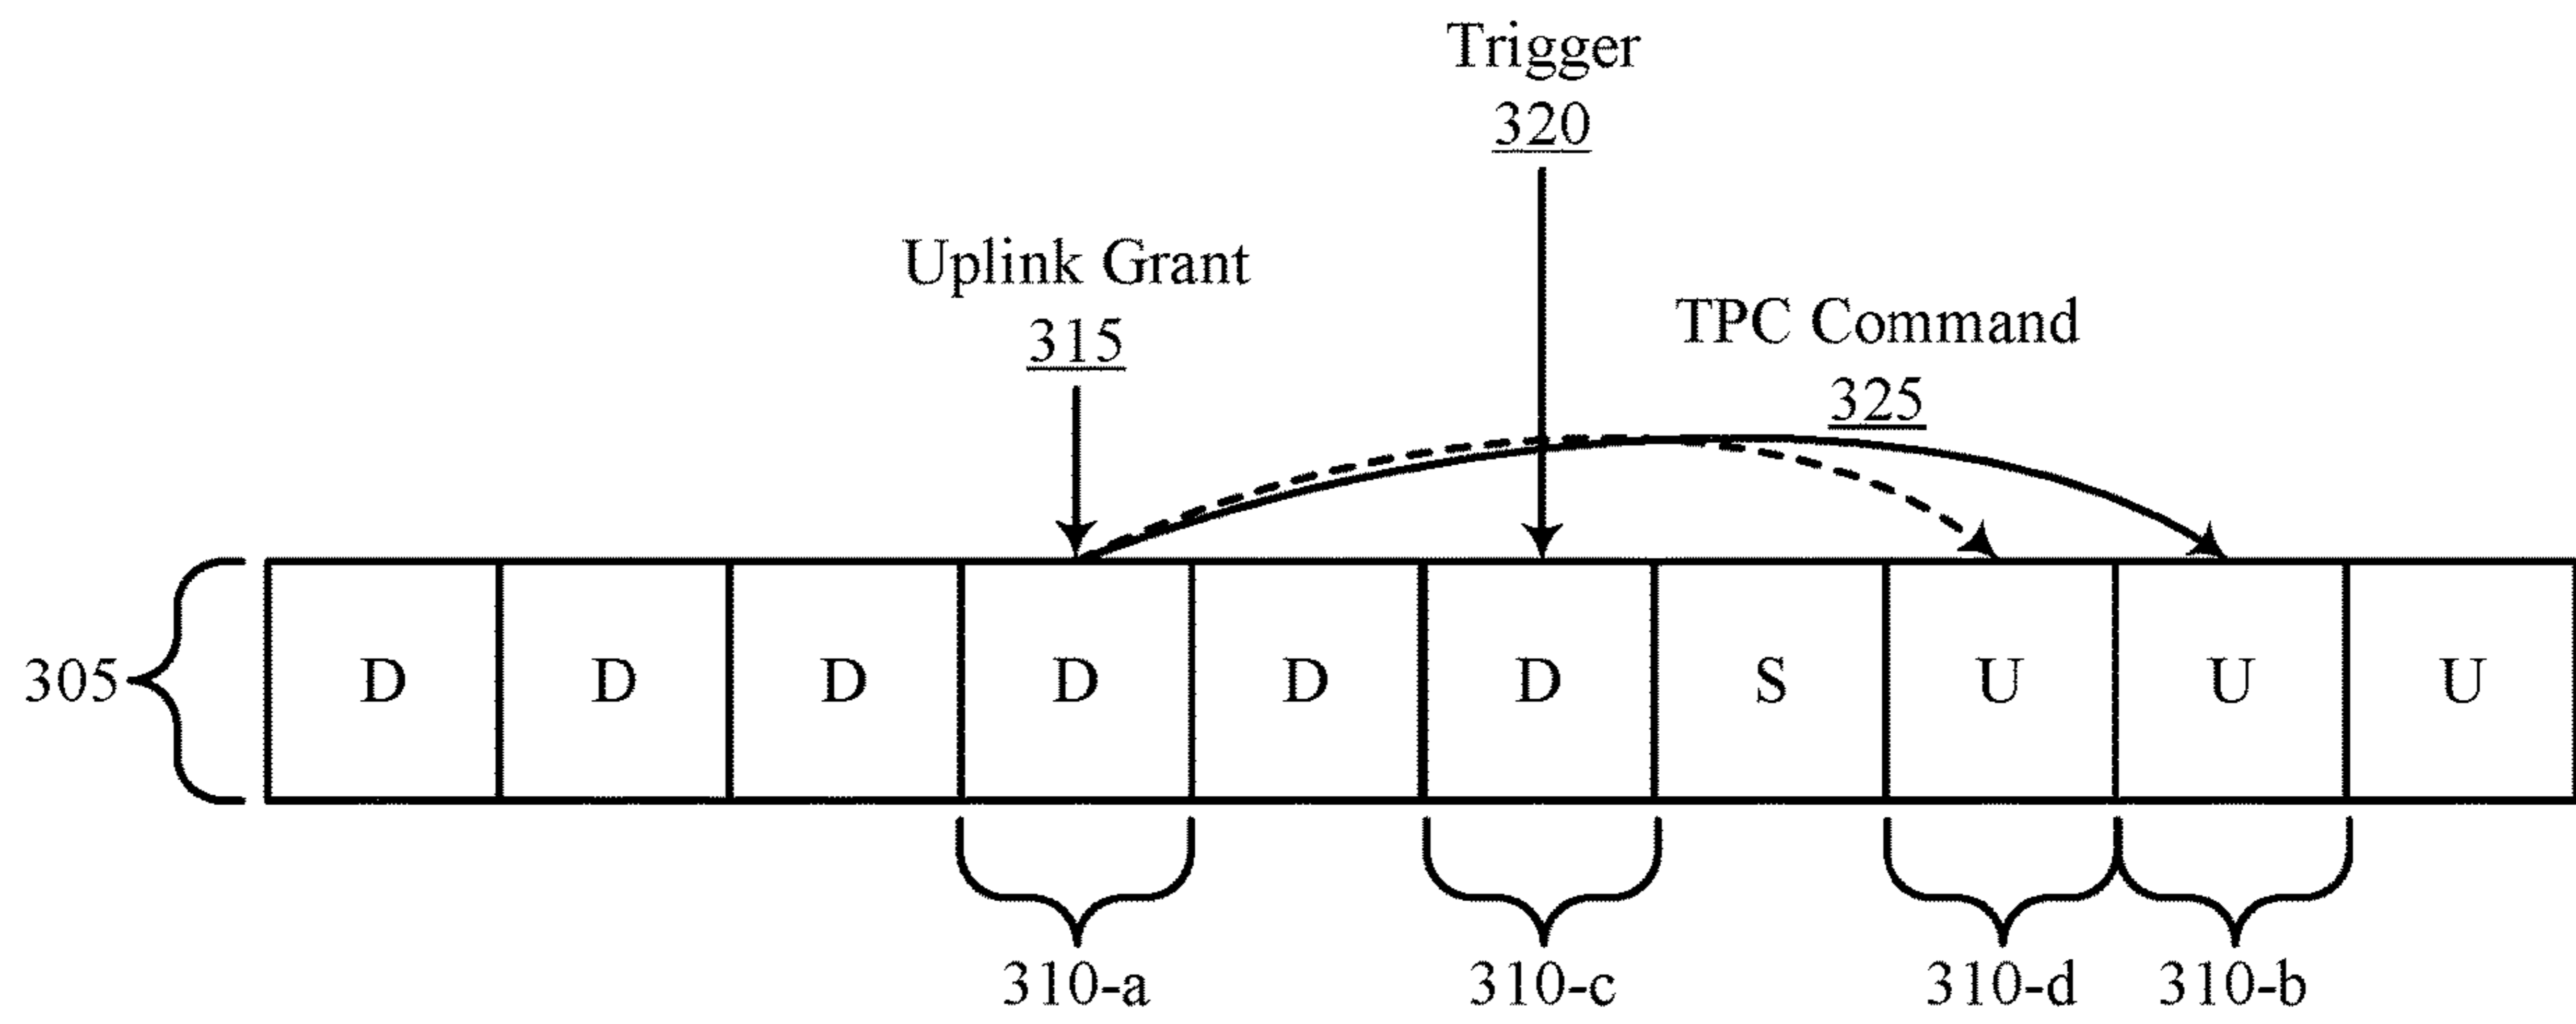 Trigger
320
Uplink Grant
315
TPC Command
325
305 D D D D D D S U U U
310-a 310-c 310-d 310-b